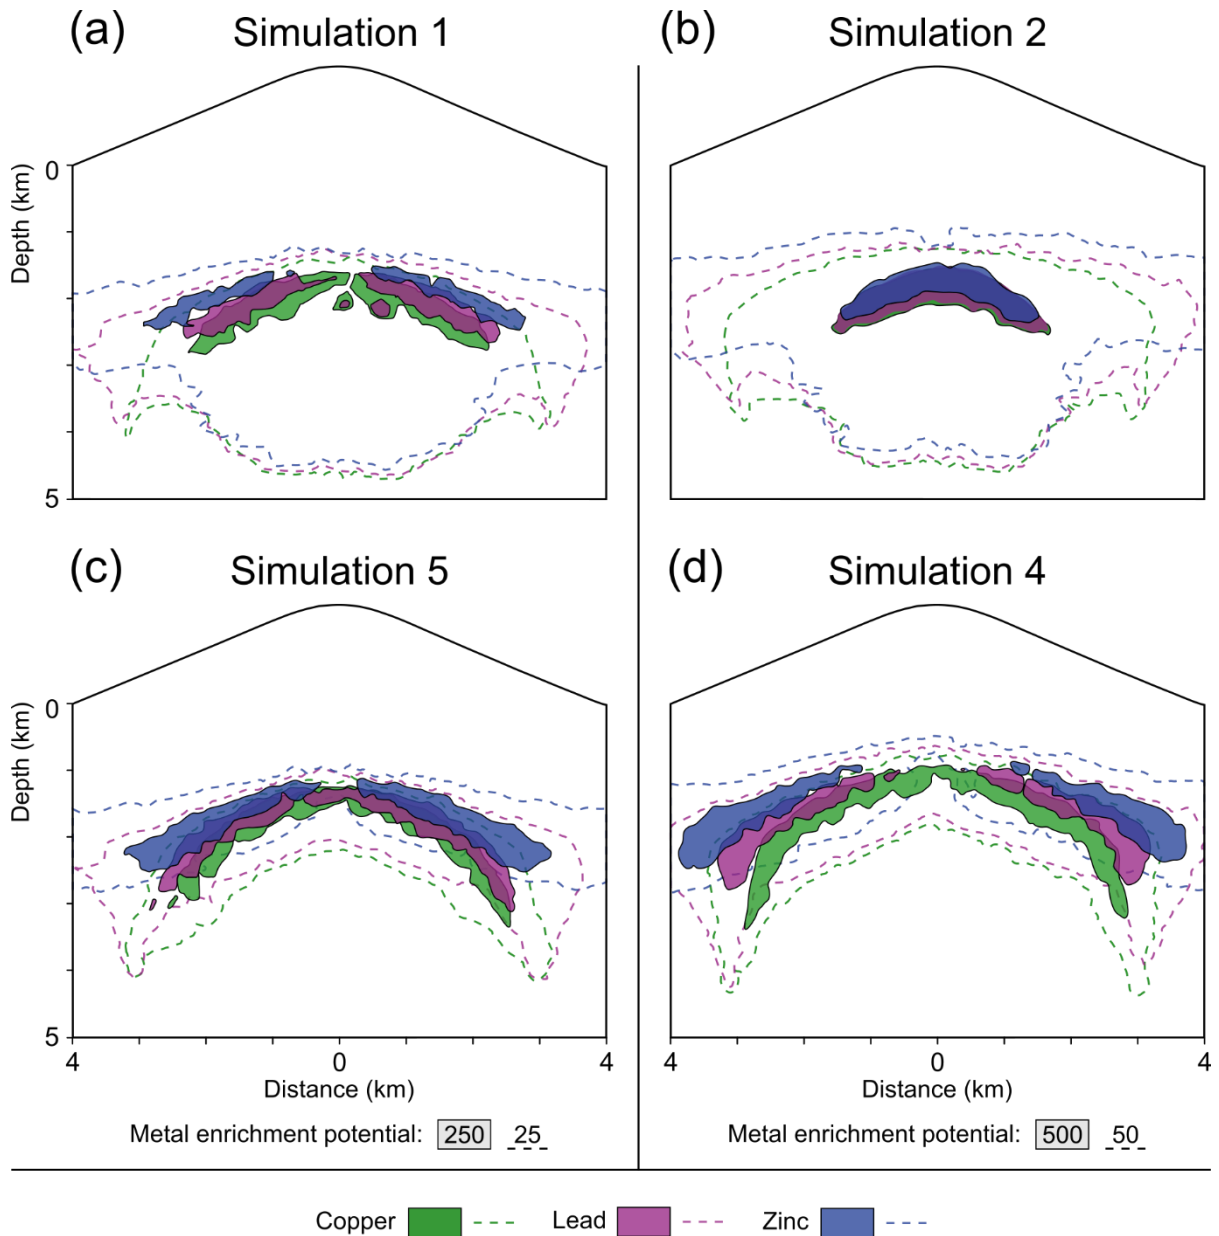 (a) Simulation 1
(b) Simulation 2
0
Depth (km)
5
(c) Simulation 5
(d) Simulation 4
0
Depth (km)
5
4 0 4
Distance (km)
4 0 4
Distance (km)
Metal enrichment potential: 250 25
Metal enrichment potential: 500 50
Copper Lead Zinc